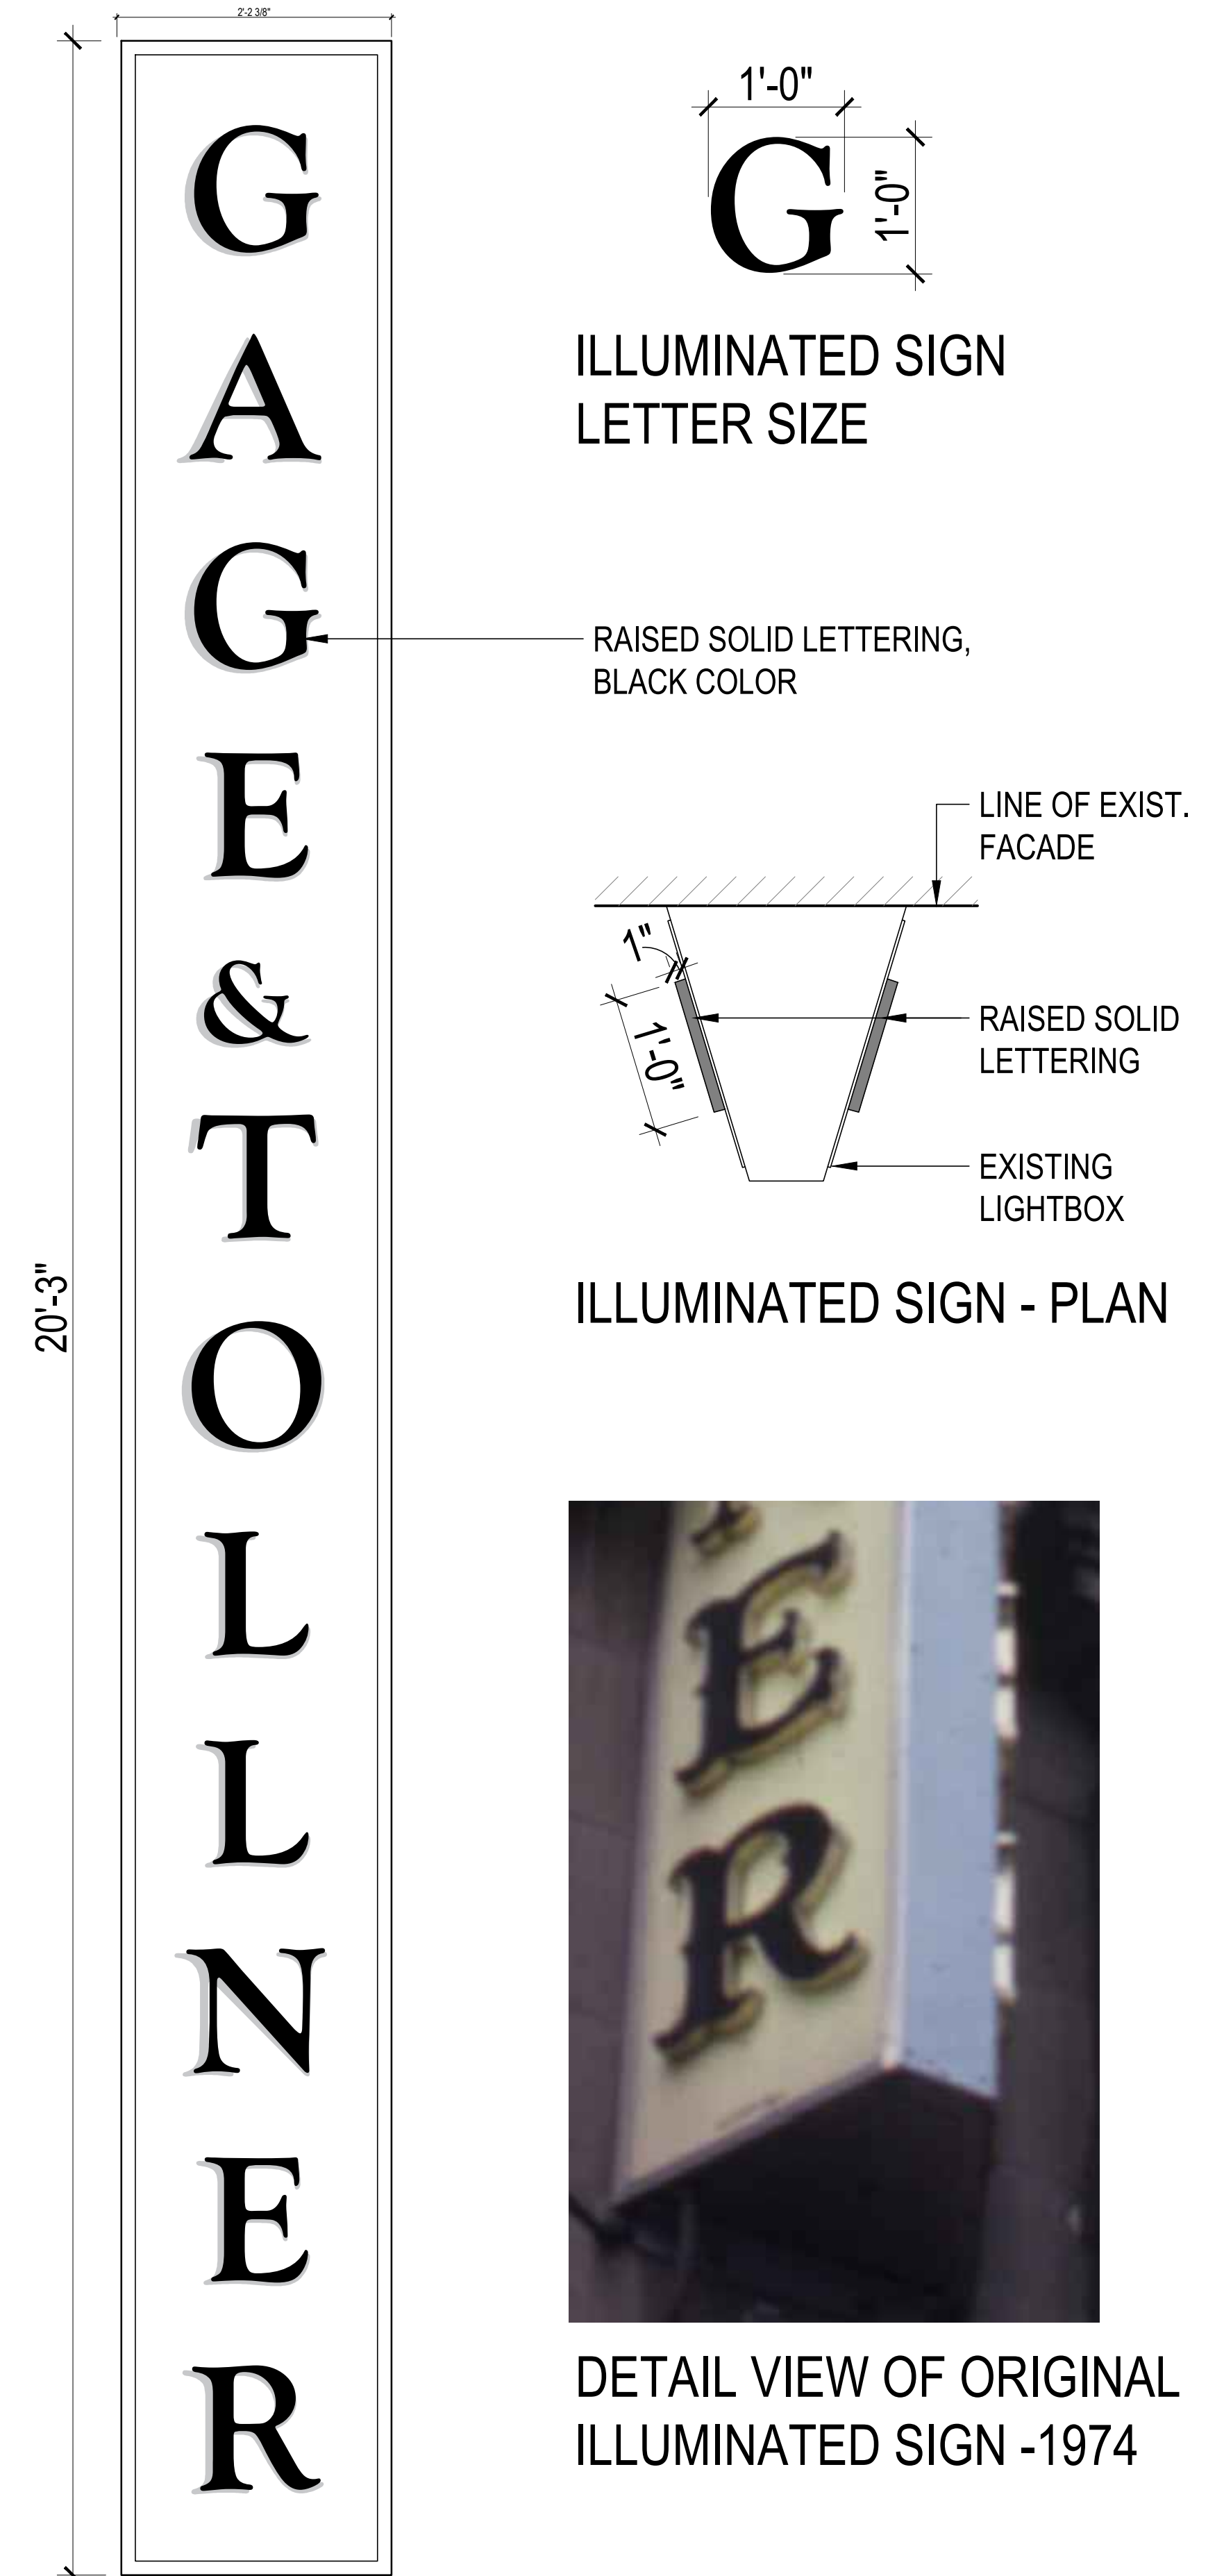 2'-2 3/8"
20'-3"
G
A
G
E
&
T
O
L
L
N
E
R
1'-0"
G
1'-0"
ILLUMINATED SIGN
LETTER SIZE
RAISED SOLID LETTERING,
BLACK COLOR
LINE OF EXIST.
FACADE
1"
1'-0"
RAISED SOLID
LETTERING
EXISTING
LIGHTBOX
ILLUMINATED SIGN - PLAN
E
R
DETAIL VIEW OF ORIGINAL
ILLUMINATED SIGN -1974